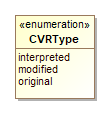 «enumeration»
CVRType
interpreted
modified
original